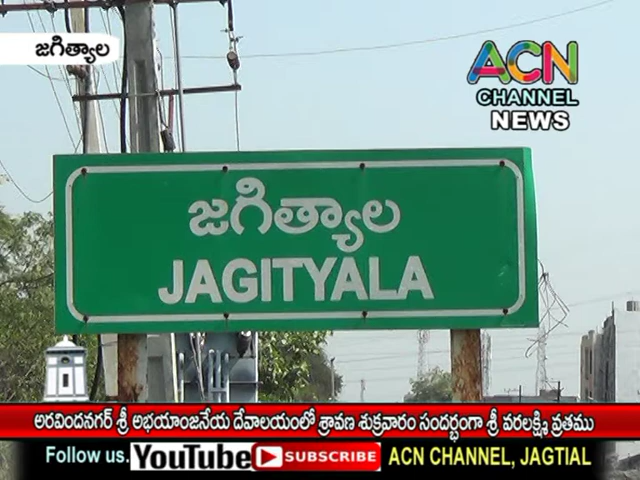 జగిత్యాల
ACN
CHANNEL
NEWS
జగిత్యాల
JAGITYALA
అరవిందనగర్ శ్రీ అభయాంజనేయ దేవాలయంలో శ్రావణ శుక్రవారం సందర్భంగా శ్రీ వరలక్ష్మి వ్రతము
Follow us. YouTube SUBSCRIBE ACN CHANNEL, JAGTIAL